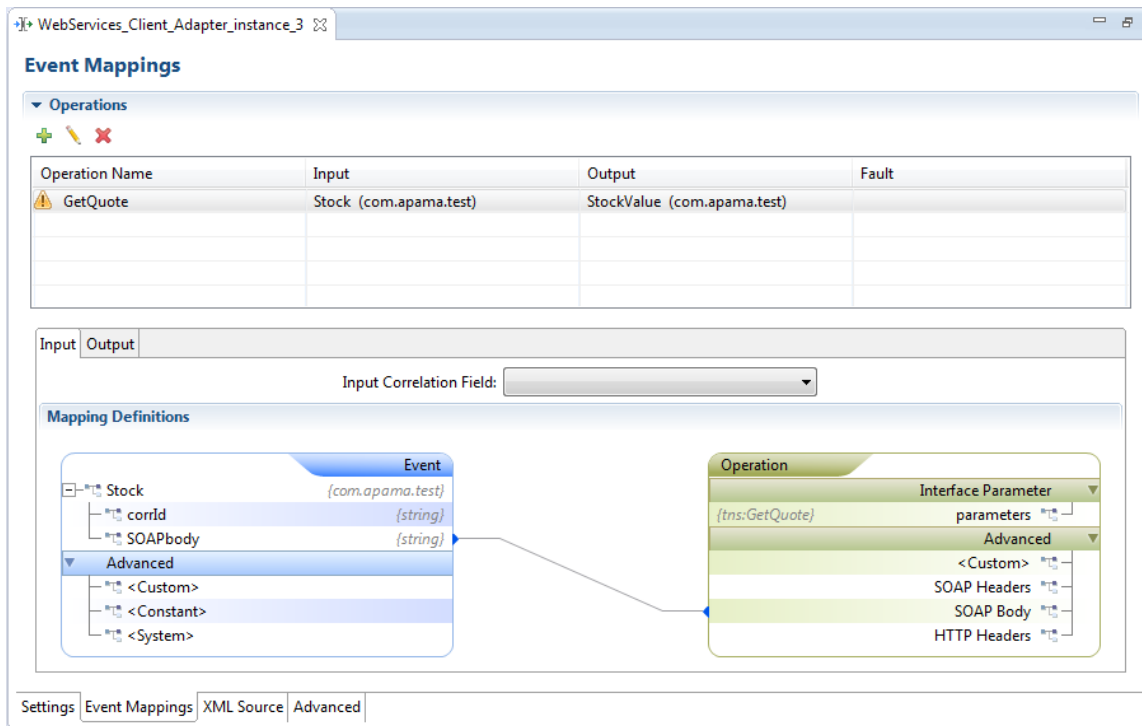 WebServices_Client_Adapter_instance_3
Event Mappings
Operations
Operation Name Input Output Fault
GetQuote Stock (com.apama.test) StockValue (com.apama.test)
Input Output
Input Correlation Field:
Mapping Definitions
Event Operation
Stock {com.apama.test} Interface Parameter
corrId {string} {tns:GetQuote} parameters
SOAPbody {string} Advanced
Advanced <Custom>
<Custom> SOAP Headers
<Constant> SOAP Body
<System> HTTP Headers
Settings Event Mappings XML Source Advanced